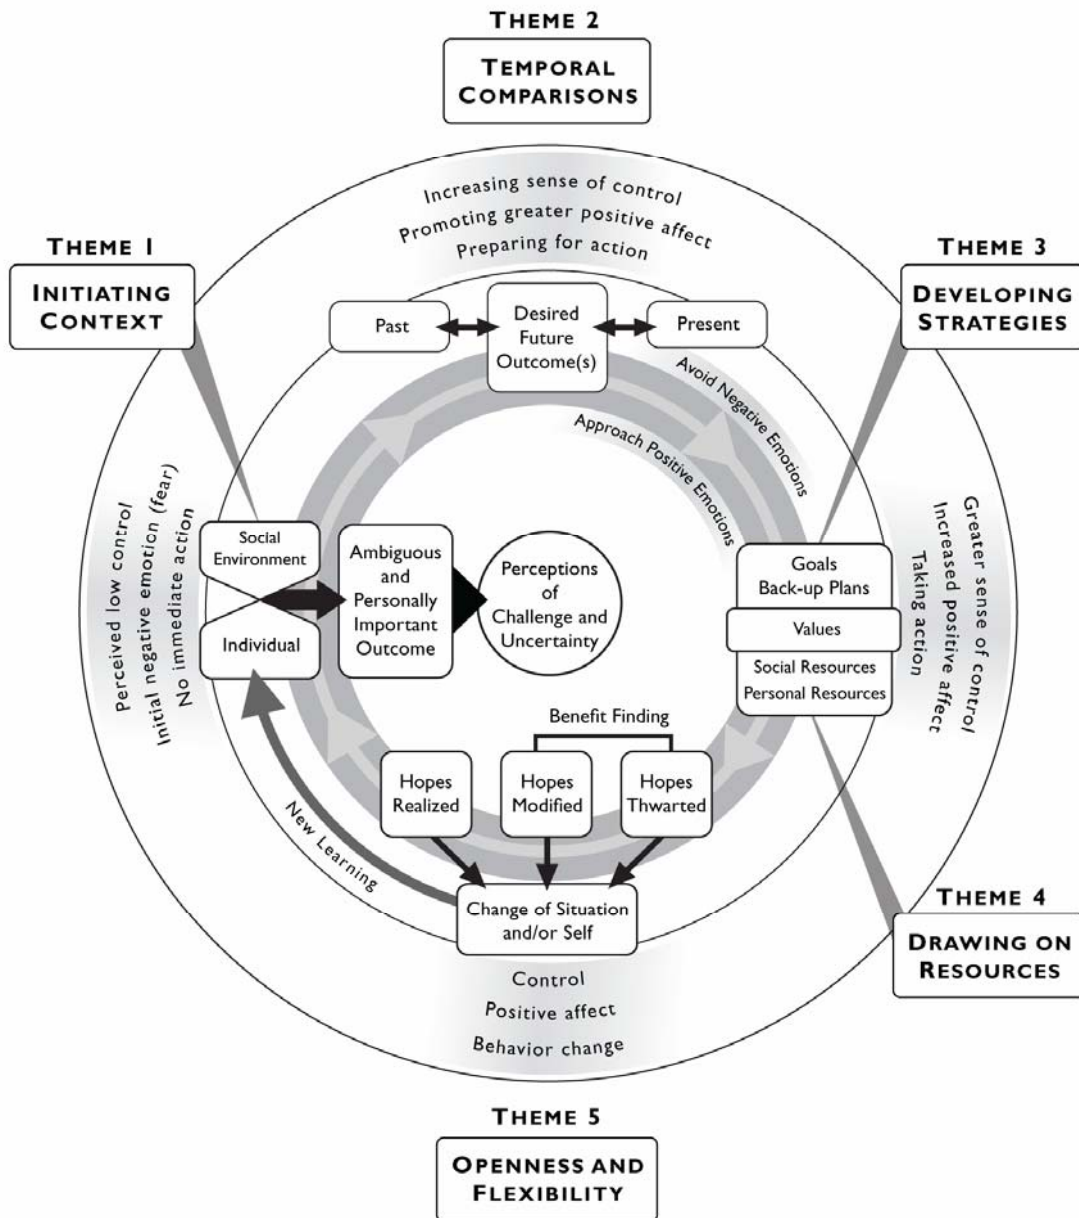 THEME 2
TEMPORAL
COMPARISONS
Increasing sense of control
Promoting greater positive affect
Preparing for action
THEME 1
INITIATING
CONTEXT
THEME 3
DEVELOPING
STRATEGIES
Past
Desired
Future
Outcome(s)
Present
Avoid Negative Emotions
Approach Positive Emotions
Perceived low control
Initial negative emotion (fear)
No immediate action
Social
Environment
Individual
Ambiguous
and
Personally
Important
Outcome
Perceptions
of
Challenge and
Uncertainty
Goals
Back-up Plans
Values
Social Resources
Personal Resources
Greater sense of control
Increased positive affect
Taking action
Benefit Finding
Hopes
Realized
Hopes
Modified
Hopes
Thwarted
New Learning
Change of Situation
and/or Self
THEME 4
DRAWING ON
RESOURCES
Control
Positive affect
Behavior change
THEME 5
OPENNESS AND
FLEXIBILITY